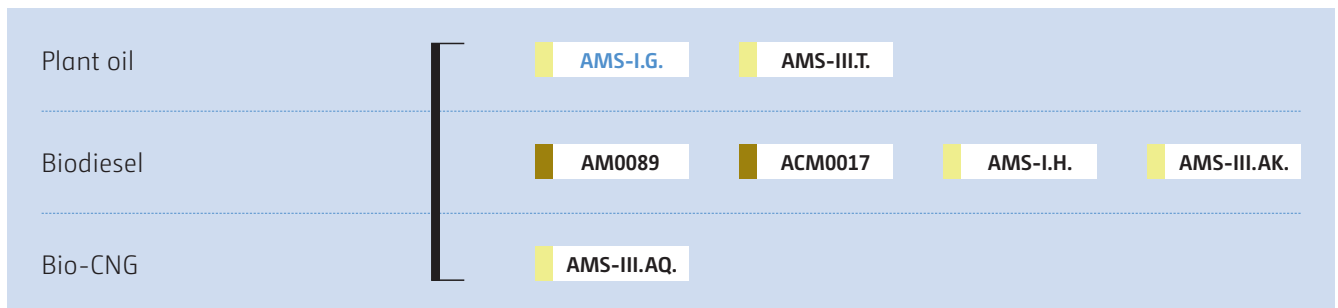 Plant oil AMS-I.G. AMS-III.T.
Biodiesel AM0089 ACM0017 AMS-I.H. AMS-III.AK.
Bio-CNG AMS-III.AQ.